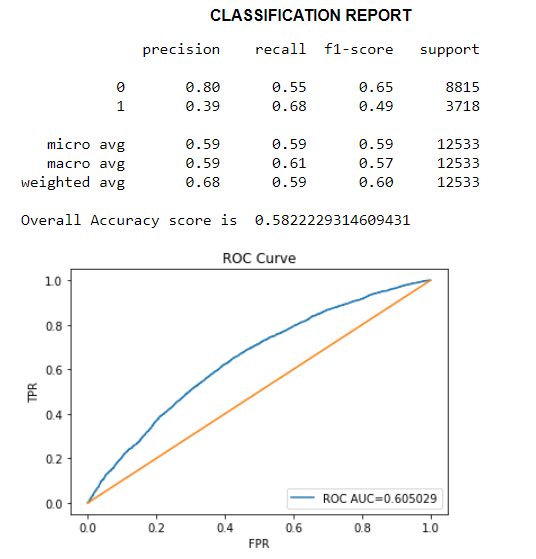 CLASSIFICATION REPORT
precision recall f1-score support
0 0.80 0.55 0.65 8815
1 0.39 0.68 0.49 3718
micro avg 0.59 0.59 0.59 12533
macro avg 0.59 0.61 0.57 12533
weighted avg 0.68 0.59 0.60 12533
Overall Accuracy score is 0.5822229314609431
ROC Curve
1.0
0.8
0.6
0.4
0.2
0.0
TPR
ROC AUC=0.605029
0.0 0.2 0.4 0.6 0.8 1.0
FPR